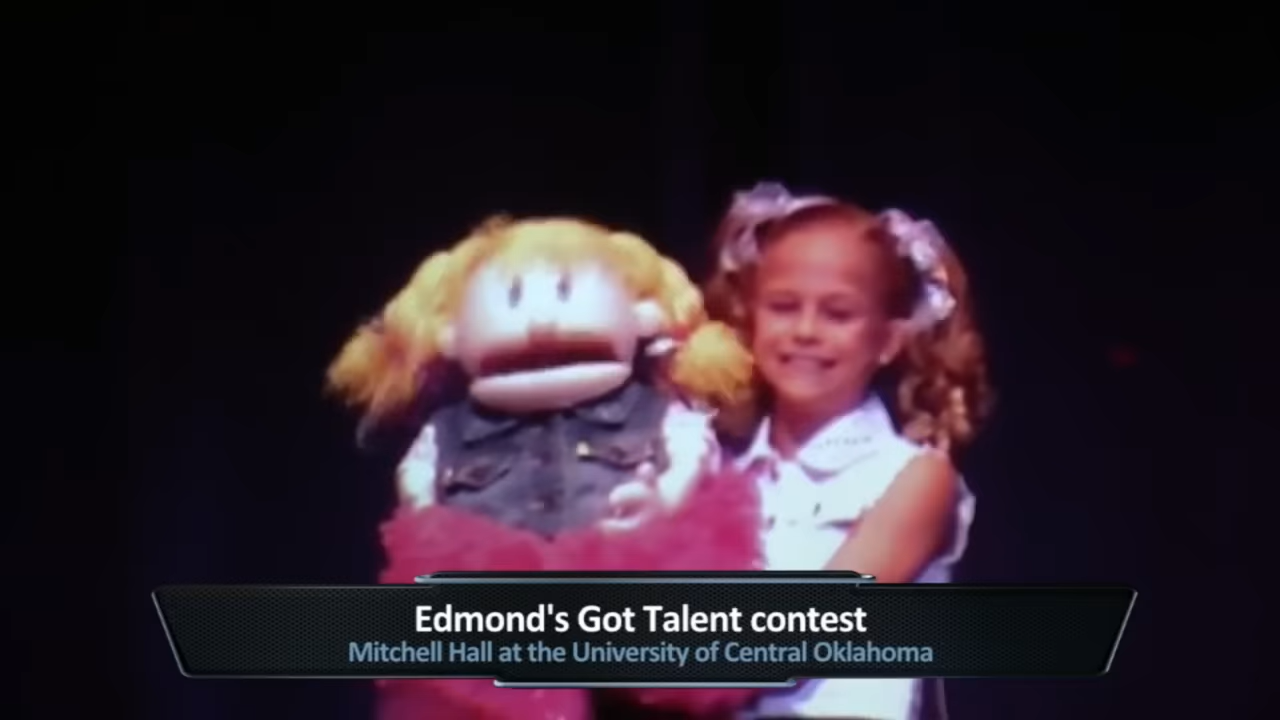 Edmond's Got Talent contest
Mitchell Hall at the University of Central Oklahoma